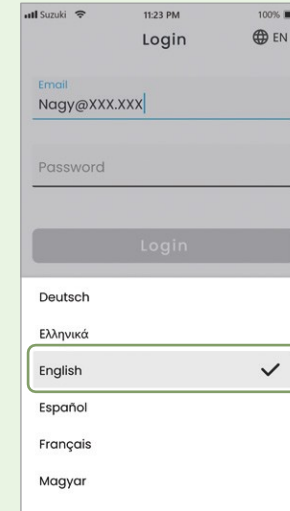 Suzuki 11:23 PM 100%
Login EN
Email
Nagy@XXX.XXX
Password
Login
Deutsch
Ελληνικά
English
Español
Français
Magyar